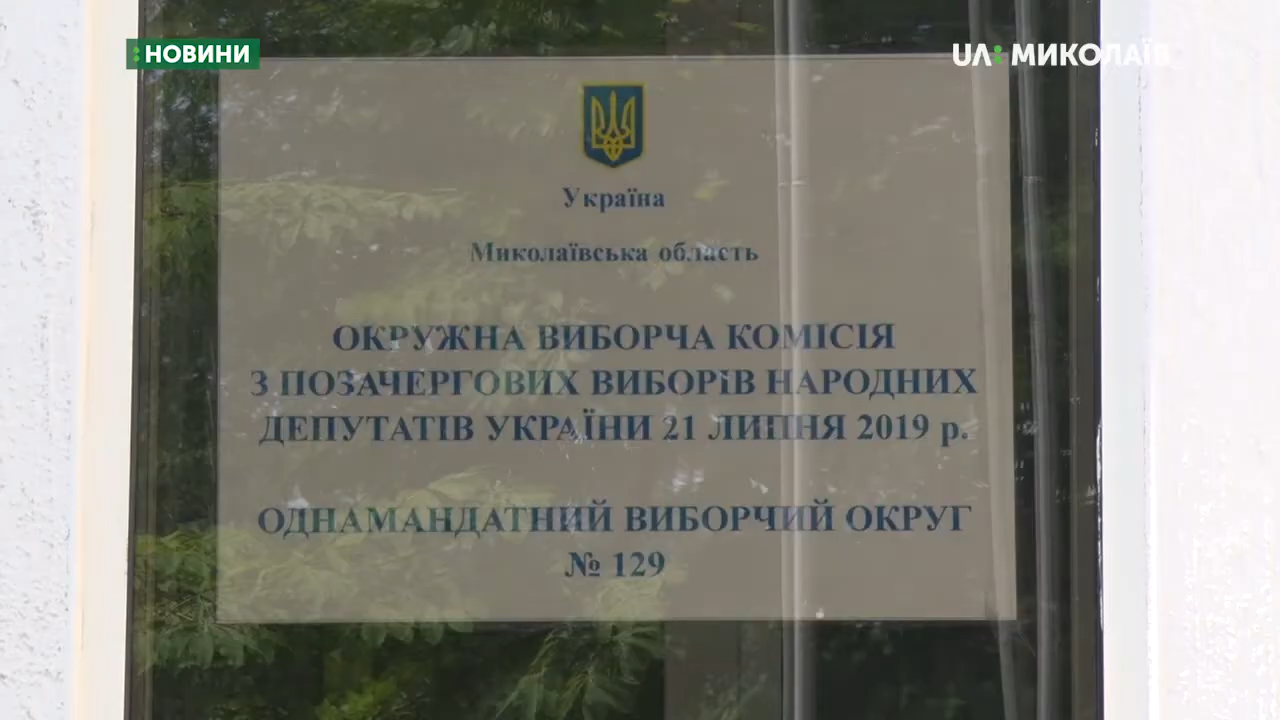 НОВИНИ
UA: МИКОЛАЇВ
Україна
Миколаївська область
ОКРУЖНА ВИБОРЧА КОМІСІЯ
З ПОЗАЧЕРГОВИХ ВИБОРІВ НАРОДНИХ
ДЕПУТАТІВ УКРАЇНИ 21 ЛИПНЯ 2019 р.
ОДНАМАНДАТНИЙ ВИБОРЧИЙ ОКРУГ
№ 129